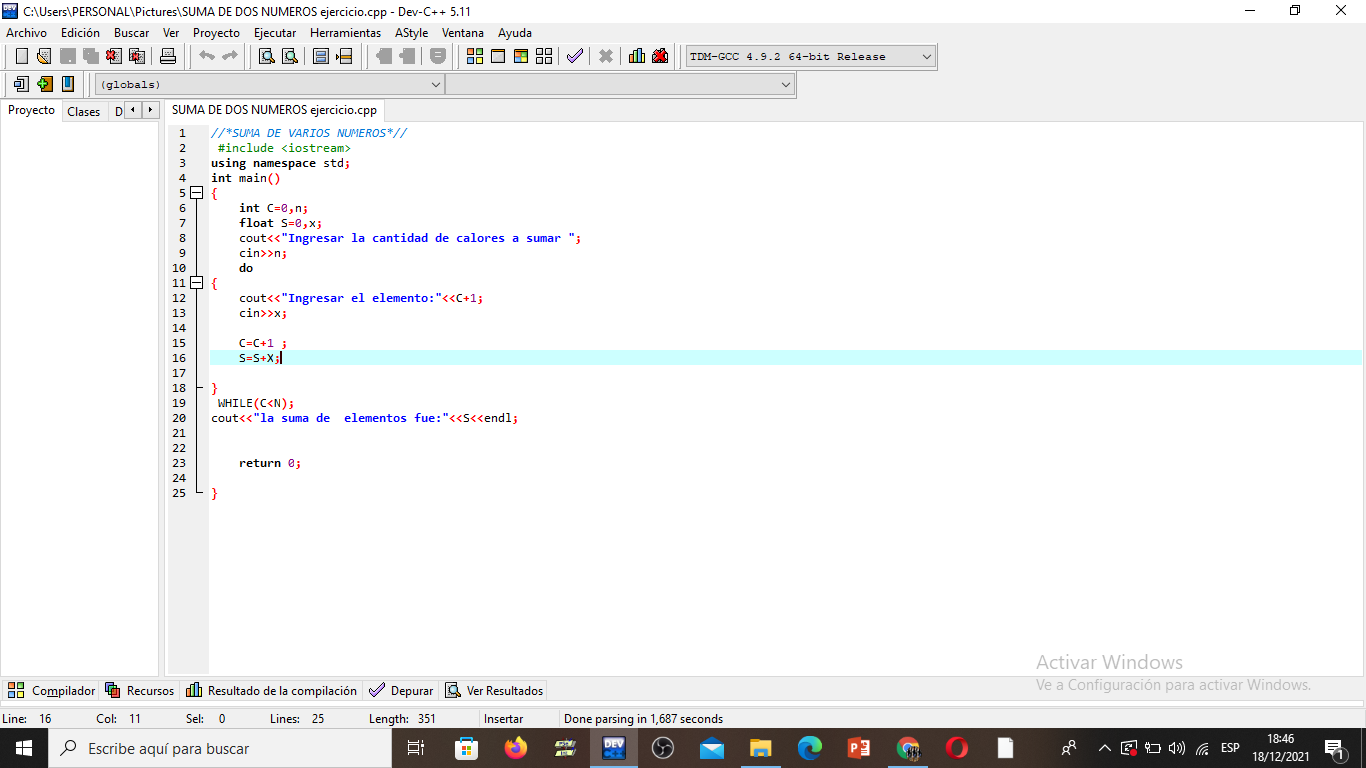 C:\Users\PERSONAL\Pictures\SUMA DE DOS NUMEROS ejercicio.cpp - Dev-C++ 5.11
Archivo Edición Buscar Ver Proyecto Ejecutar Herramientas AStyle Ventana Ayuda
TDM-GCC 4.9.2 64-bit Release
(globals)
Proyecto Clases D
SUMA DE DOS NUMEROS ejercicio.cpp
1 //*SUMA DE VARIOS NUMEROS*//
2 #include <iostream>
3 using namespace std;
4 int main()
5 {
6 int C=0,n;
7 float S=0,x;
8 cout<<"Ingresar la cantidad de calores a sumar ";
9 cin>>n;
10 do
11 {
12 cout<<"Ingresar el elemento:"<<C+1;
13 cin>>x;
14
15 C=C+1 ;
16 S=S+X;
17
18 }
19 WHILE(C<N);
20 cout<<"la suma de  elementos fue:"<<S<<endl;
21
22
23 return 0;
24
25 }
Activar Windows
Ve a Configuración para activar Windows.
Compilador Recursos Resultado de la compilación Depurar Ver Resultados
Line: 16 Col: 11 Sel: 0 Lines: 25 Length: 351 Insertar Done parsing in 1,687 seconds
Escribe aquí para buscar
DEV
ESP
18:46
18/12/2021
1